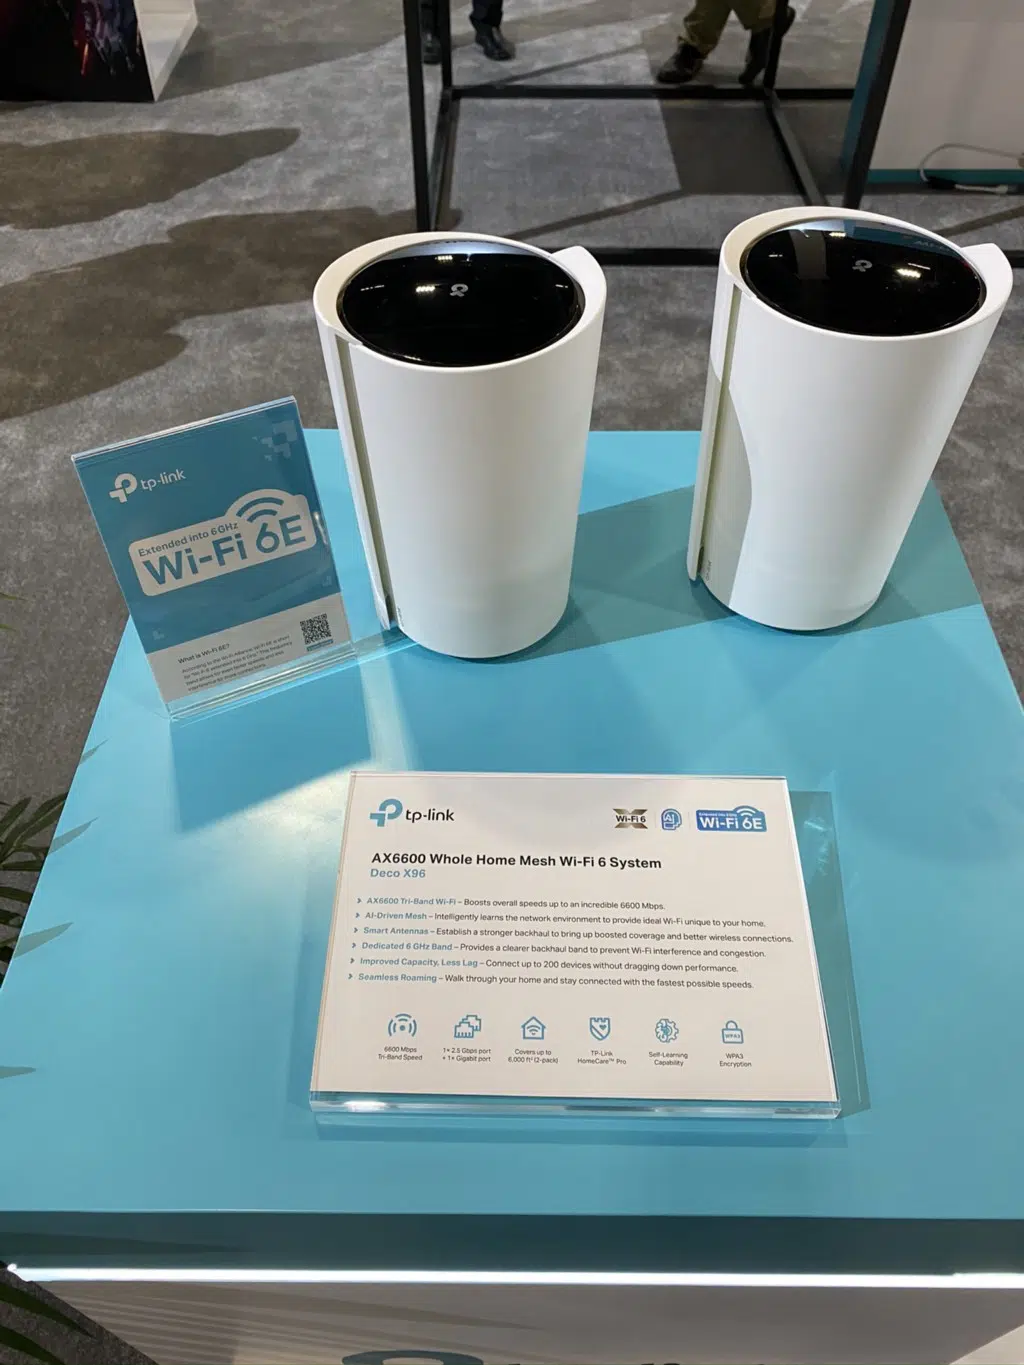 tp-link
Extended into 6GHz
Wi-Fi 6E
What is Wi-Fi 6E?
tp-link
Wi-Fi 6
AI
Extended into 6 GHz
Wi-Fi 6E
AX6600 Whole Home Mesh Wi-Fi 6 System
Deco X96
AX6600 Tri-Band Wi-Fi – Boosts overall speeds up to an incredible 6600 Mbps.
AI-Driven Mesh – Intelligently learns the network environment to provide ideal Wi-Fi unique to your home.
Smart Antennas – Establish a stronger backhaul to bring up boosted coverage and better wireless connections.
Dedicated 6 GHz Band – Provides a clearer backhaul band to prevent Wi-Fi interference and congestion.
Improved Capacity, Less Lag – Connect up to 200 devices without dragging down performance.
Seamless Roaming – Walk through your home and stay connected with the fastest possible speeds.
6600 Mbps
Tri-Band Speed
1× 2.5 Gbps port
+ 1× Gigabit port
Covers up to
6,000 ft² (2-pack)
TP-Link
HomeCare™ Pro
Self-Learning
Capability
WPA3
WPA3
Encryption